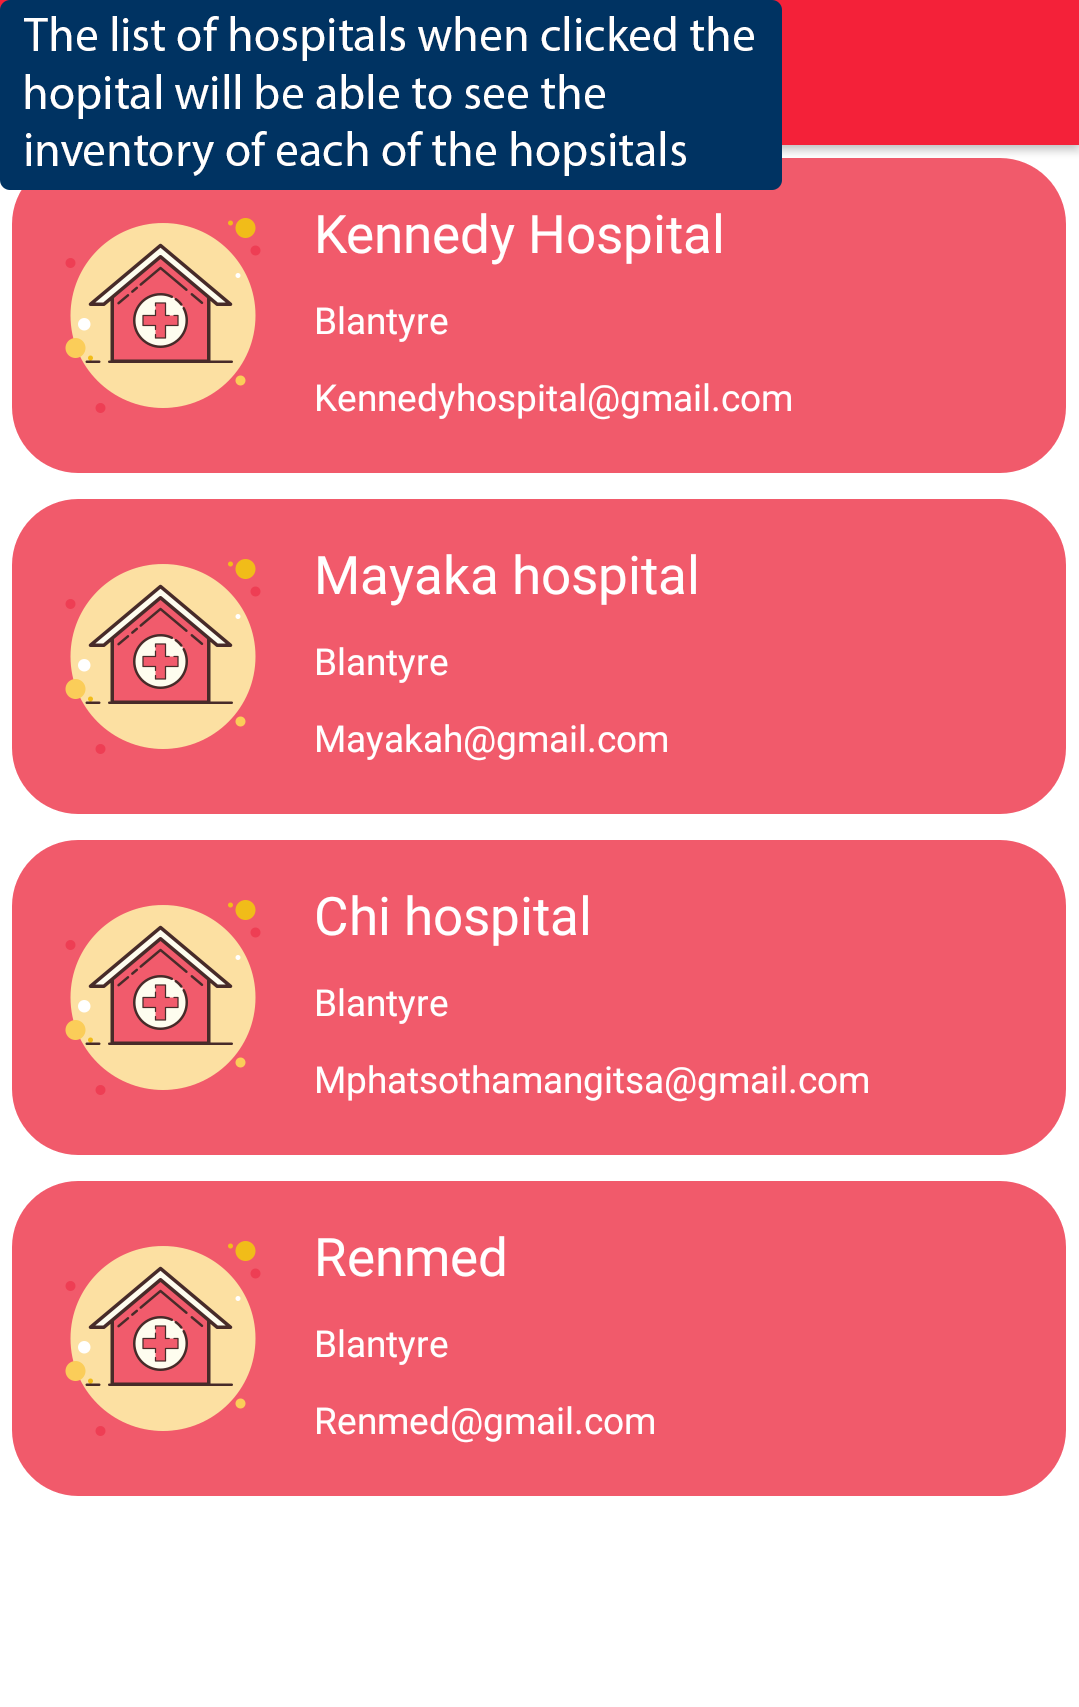 The list of hospitals when clicked the
hopital will be able to see the
inventory of each of the hopsitals
Kennedy Hospital
Blantyre
Kennedyhospital@gmail.com
Mayaka hospital
Blantyre
Mayakah@gmail.com
Chi hospital
Blantyre
Mphatsothamangitsa@gmail.com
Renmed
Blantyre
Renmed@gmail.com